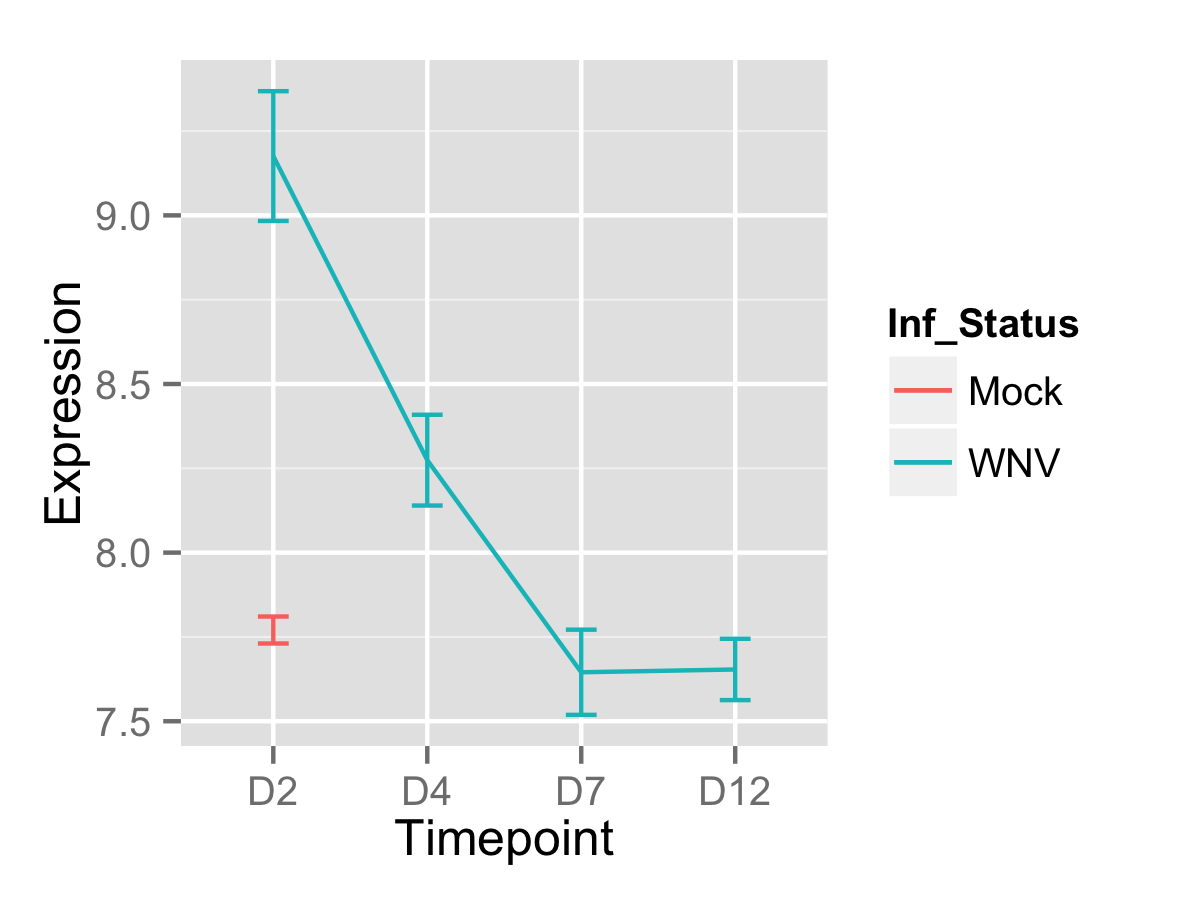 Expression
9.0
8.5
8.0
7.5
D2 D4 D7 D12
Timepoint
Inf_Status
Mock
WNV